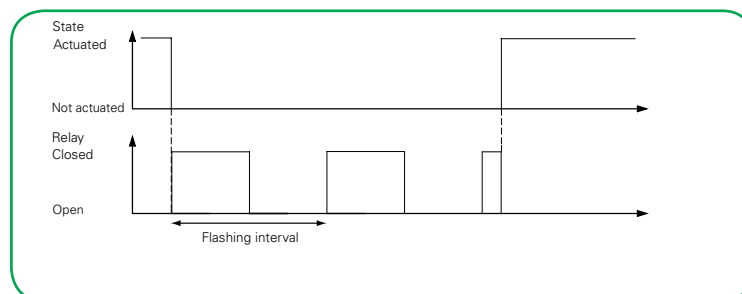 State
Actuated
Not actuated
Relay
Closed
Open
Flashing interval